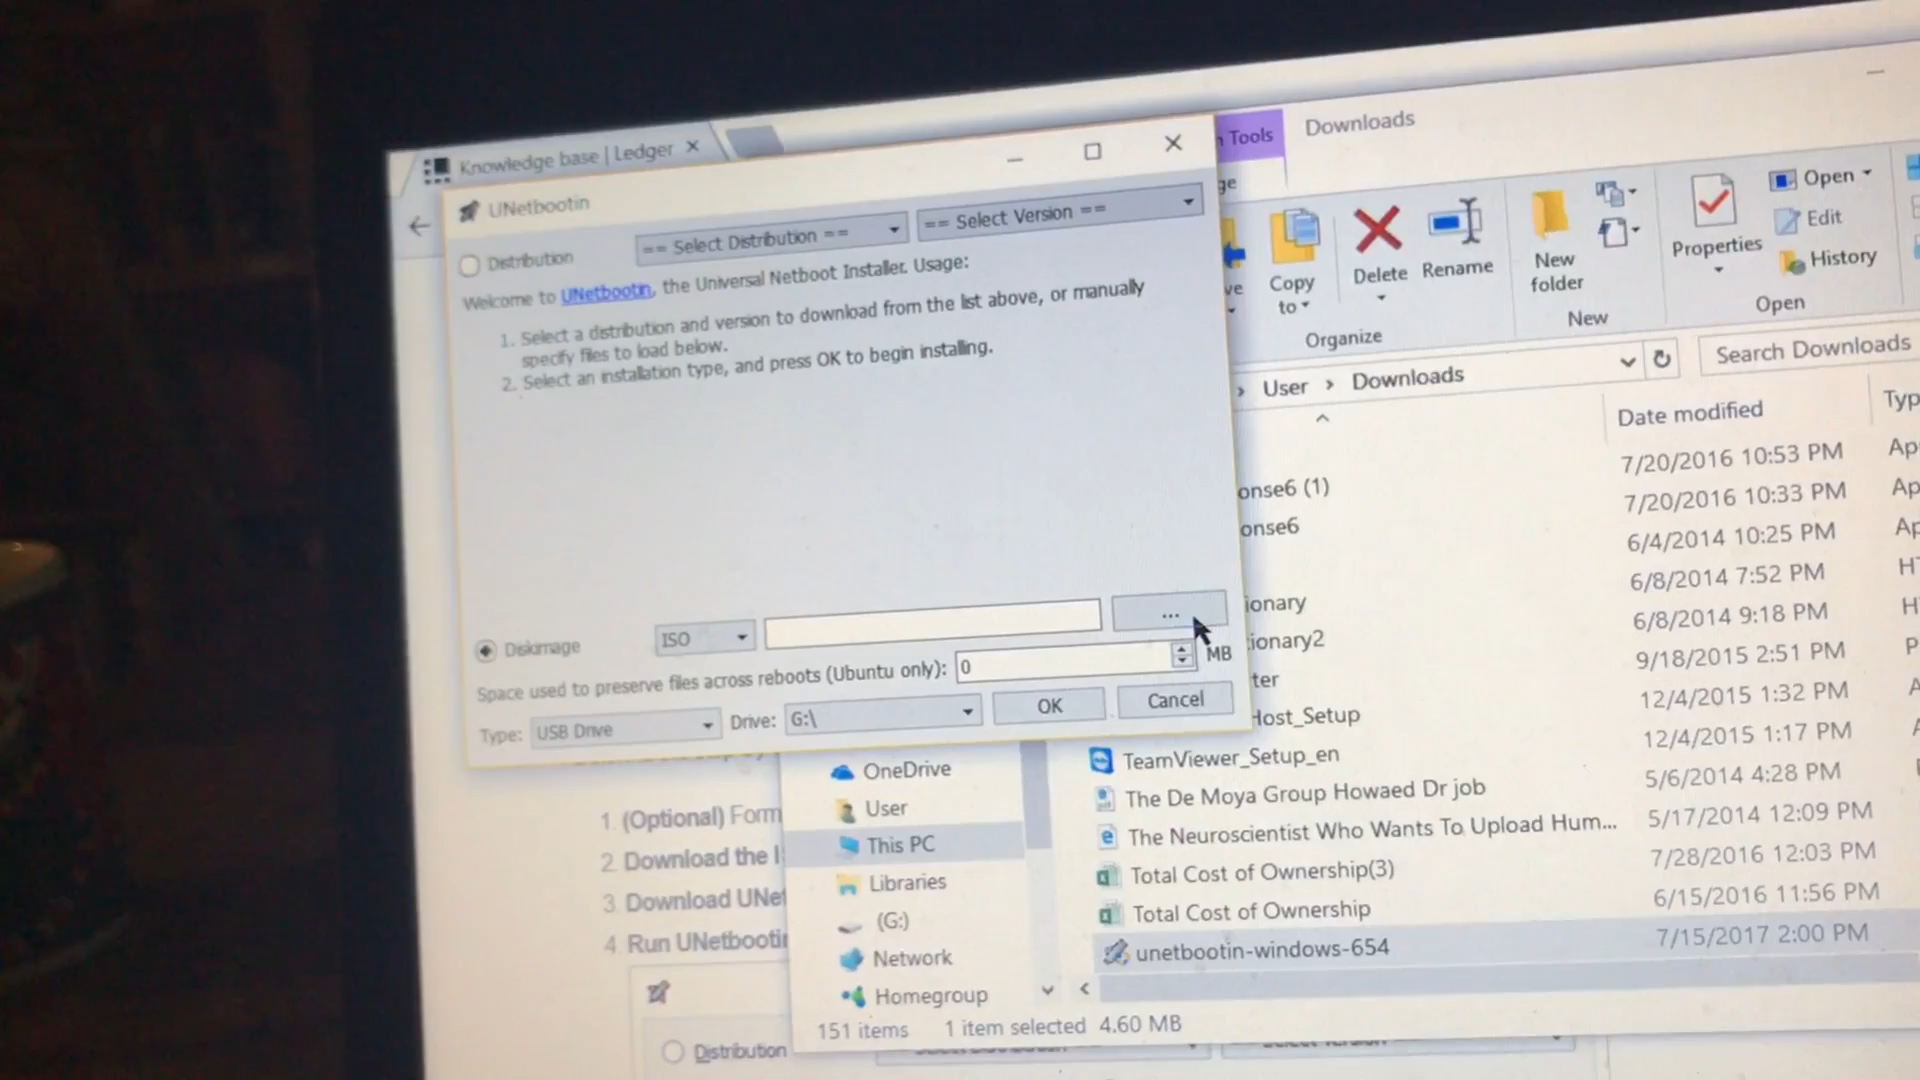 Knowledge base | Ledger
UNetbootin
Distribution
== Select Distribution ==
== Select Version ==
Welcome to UNetbootin, the Universal Netboot Installer. Usage:
1. Select a distribution and version to download from the list above, or manually
specify files to load below.
2. Select an installation type, and press OK to begin installing.
Diskimage
ISO
...
Space used to preserve files across reboots (Ubuntu only):
0
MB
Type:
USB Drive
Drive:
G:\
OK
Cancel
Tools
Downloads
Copy
to
Delete
Rename
Organize
New
folder
New
Properties
Open
Edit
History
Open
User > Downloads
Search Downloads
Date modified
7/20/2016 10:53 PM
onse6 (1)
7/20/2016 10:33 PM
onse6
6/4/2014 10:25 PM
6/8/2014 7:52 PM
ionary
6/8/2014 9:18 PM
ionary2
9/18/2015 2:51 PM
ter
12/4/2015 1:32 PM
Host_Setup
12/4/2015 1:17 PM
TeamViewer_Setup_en
5/6/2014 4:28 PM
The De Moya Group Howaed Dr job
5/17/2014 12:09 PM
The Neuroscientist Who Wants To Upload Hum...
7/28/2016 12:03 PM
Total Cost of Ownership(3)
6/15/2016 11:56 PM
Total Cost of Ownership
7/15/2017 2:00 PM
unetbootin-windows-654
OneDrive
User
This PC
Libraries
(G:)
Network
Homegroup
151 items
1 item selected 4.60 MB
1. (Optional) Form
2. Download the I
3. Download UNet
4. Run UNetbootin
Distribution